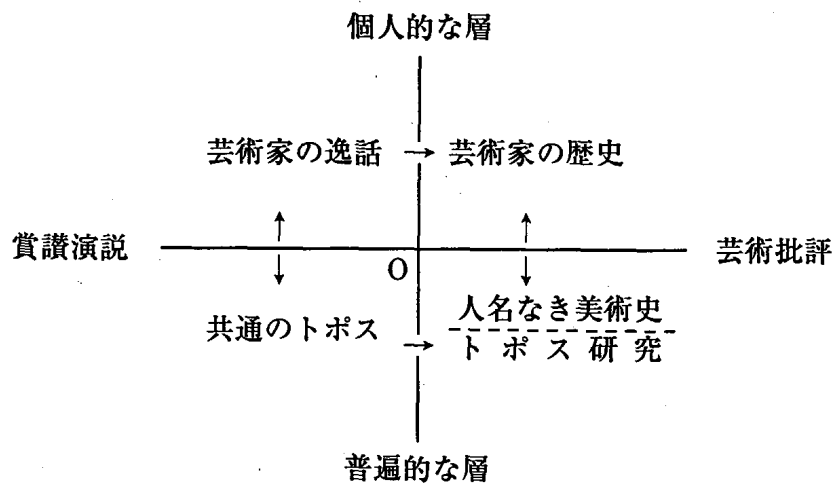 個人的な層
芸術家の逸話 → 芸術家の歴史
↑ ↑
賞讃演説 芸術批評
O
↓ ↓
共通のトポス → 人名なき美術史
トポス研究
普遍的な層